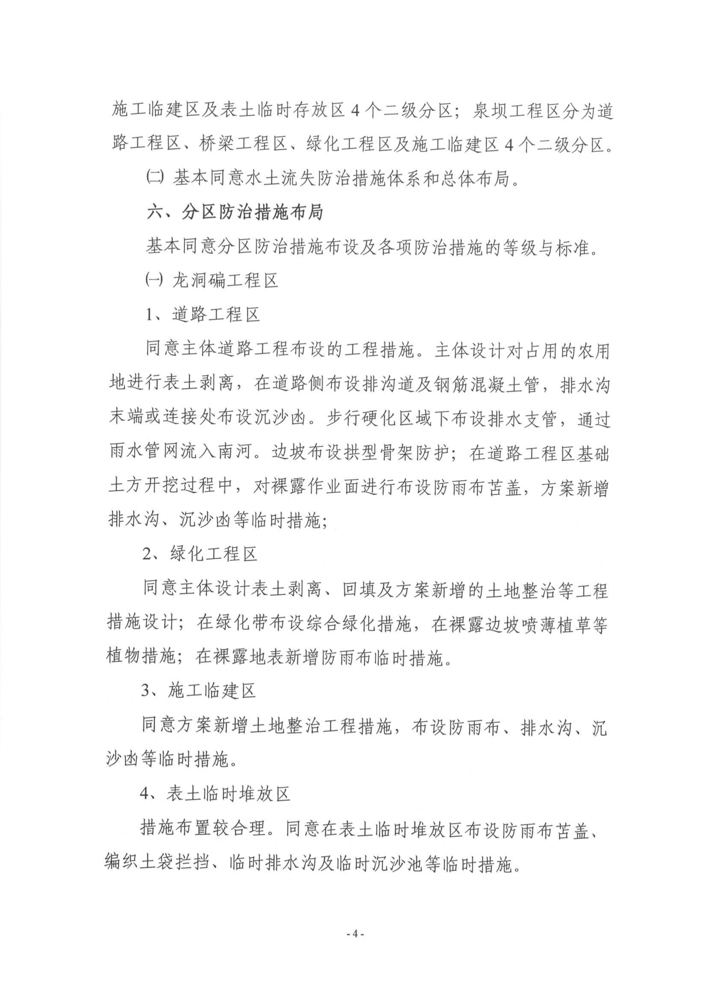 施工临建区及表土临时存放区 4 个二级分区；泉坝工程区分为道
路工程区、桥梁工程区、绿化工程区及施工临建区 4 个二级分区。
㈡ 基本同意水土流失防治措施体系和总体布局。
六、分区防治措施布局
基本同意分区防治措施布设及各项防治措施的等级与标准。
㈠ 龙洞碥工程区
1、道路工程区
同意主体道路工程布设的工程措施。主体设计对占用的农用
地进行表土剥离，在道路侧布设排沟道及钢筋混凝土管，排水沟
末端或连接处布设沉沙凼。步行硬化区域下布设排水支管，通过
雨水管网流入南河。边坡布设拱型骨架防护；在道路工程区基础
土方开挖过程中，对裸露作业面进行布设防雨布苫盖，方案新增
排水沟、沉沙凼等临时措施；
2、绿化工程区
同意主体设计表土剥离、回填及方案新增的土地整治等工程
措施设计；在绿化带布设综合绿化措施，在裸露边坡喷薄植草等
植物措施；在裸露地表新增防雨布临时措施。
3、施工临建区
同意方案新增土地整治工程措施，布设防雨布、排水沟、沉
沙凼等临时措施。
4、表土临时堆放区
措施布置较合理。同意在表土临时堆放区布设防雨布苫盖、
编织土袋拦挡、临时排水沟及临时沉沙池等临时措施。
- 4 -